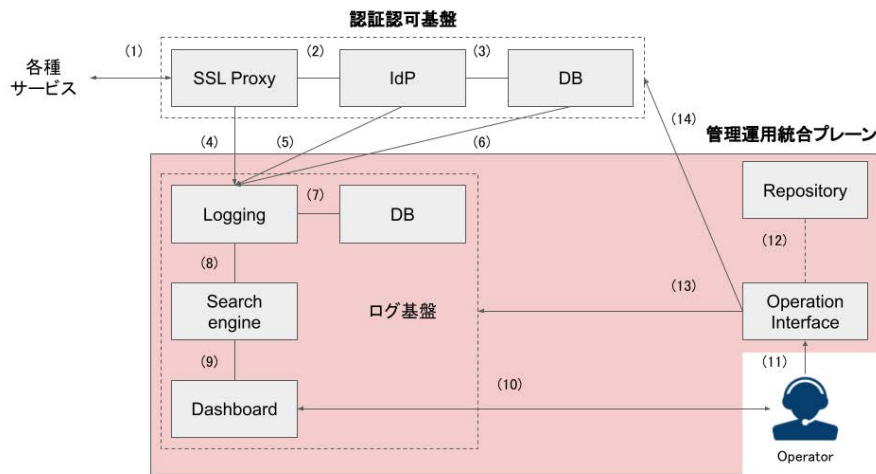 認証認可基盤
各種
サービス
(1)
SSL Proxy
(2)
IdP
(3)
DB
(4)
(5)
(6)
(14)
管理運用統合プレーン
Logging
(7)
DB
Repository
(8)
(12)
Search
engine
ログ基盤
(13)
Operation
Interface
(9)
(11)
Dashboard
(10)
Operator